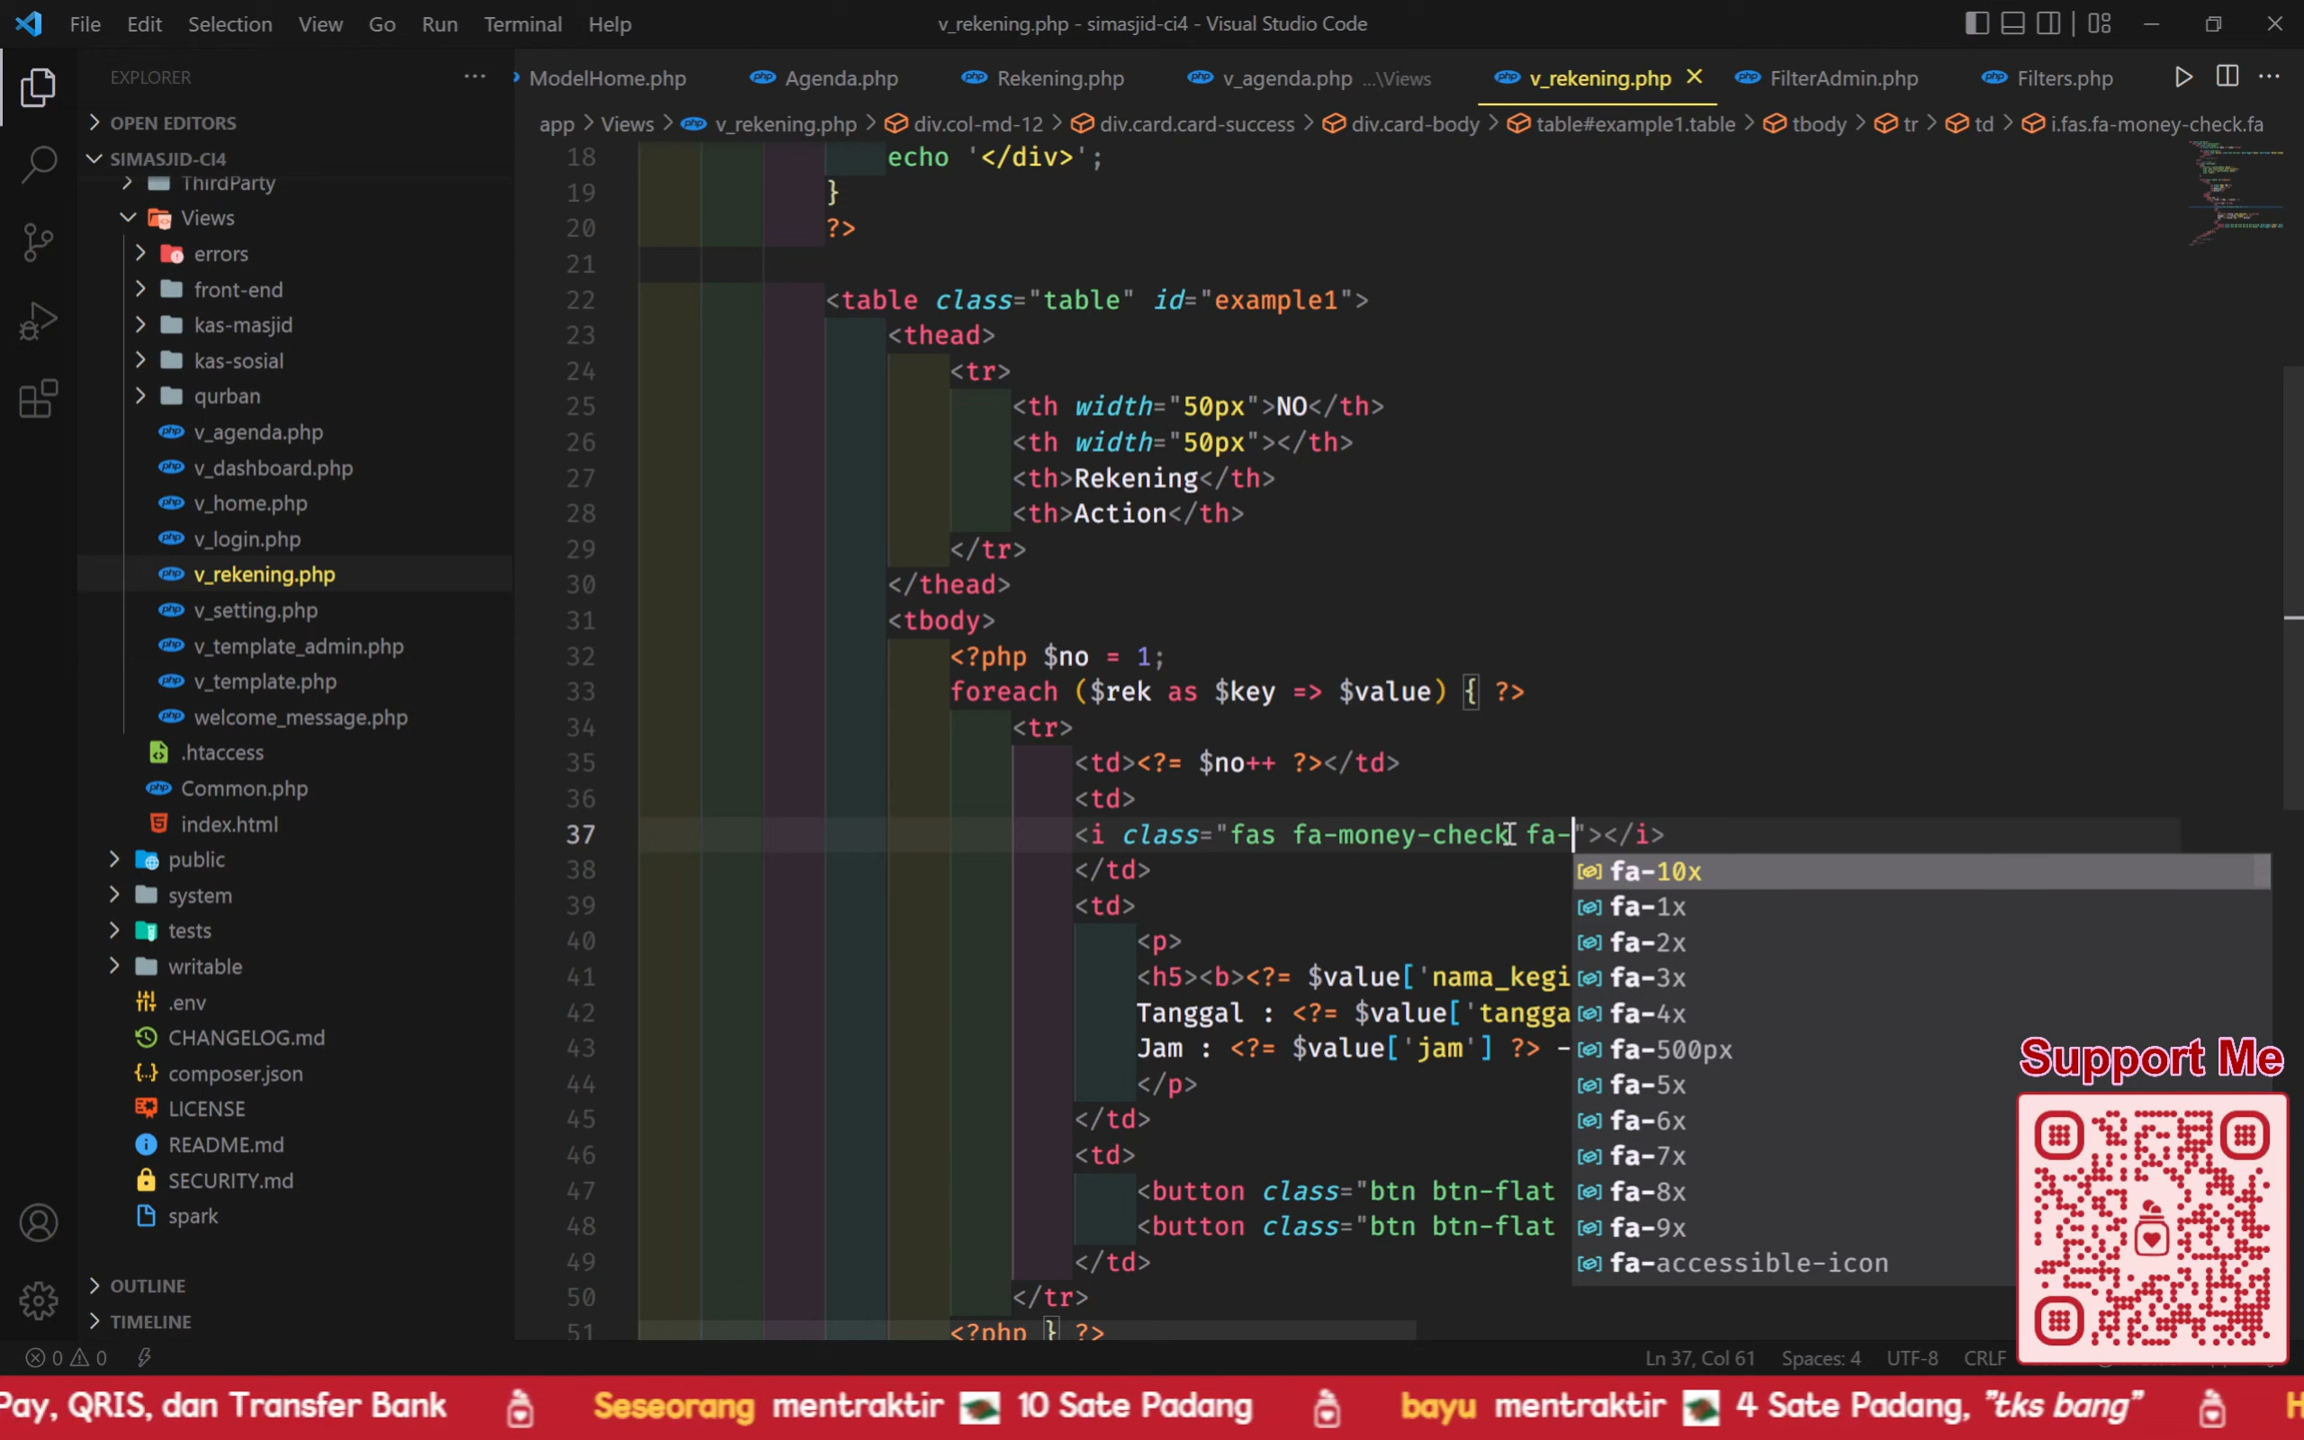 File Edit Selection View Go Run Terminal Help
v_rekening.php - simasjid-ci4 - Visual Studio Code
EXPLORER
OPEN EDITORS
SIMASJID-CI4
ThirdParty
Views
errors
front-end
kas-masjid
kas-sosial
qurban
v_agenda.php
v_dashboard.php
v_home.php
v_login.php
v_rekening.php
v_setting.php
v_template_admin.php
v_template.php
welcome_message.php
.htaccess
Common.php
index.html
public
system
tests
writable
.env
CHANGELOG.md
composer.json
LICENSE
README.md
SECURITY.md
spark
OUTLINE
TIMELINE
ModelHome.php Agenda.php Rekening.php v_agenda.php ...\Views v_rekening.php FilterAdmin.php Filters.php
app > Views > v_rekening.php > div.col-md-12 > div.card.card-success > div.card-body > table#example1.table > tbody > tr > td > i.fas.fa-money-check.fa
18 echo '</div>';
19 }
20 ?>
21
22 <table class="table" id="example1">
23 <thead>
24 <tr>
25 <th width="50px">NO</th>
26 <th width="50px"></th>
27 <th>Rekening</th>
28 <th>Action</th>
29 </tr>
30 </thead>
31 <tbody>
32 <?php $no = 1;
33 foreach ($rek as $key => $value) { ?>
34 <tr>
35 <td><?= $no++ ?></td>
36 <td>
37 <i class="fas fa-money-check fa-"></i>
38 </td>
39 <td>
40 <p>
41 <h5><b><?= $value['nama_kegi
42 Tanggal : <?= $value['tangga
43 Jam : <?= $value['jam'] ?> -
44 </p>
45 </td>
46 <td>
47 <button class="btn btn-flat
48 <button class="btn btn-flat
49 </td>
50 </tr>
51 <?php } ?>
fa-10x
fa-1x
fa-2x
fa-3x
fa-4x
fa-500px
fa-5x
fa-6x
fa-7x
fa-8x
fa-9x
fa-accessible-icon
Support Me
0 0
Ln 37, Col 61 Spaces: 4 UTF-8 CRLF
Pay, QRIS, dan Transfer Bank Seseorang mentraktir 10 Sate Padang bayu mentraktir 4 Sate Padang, "tks bang"